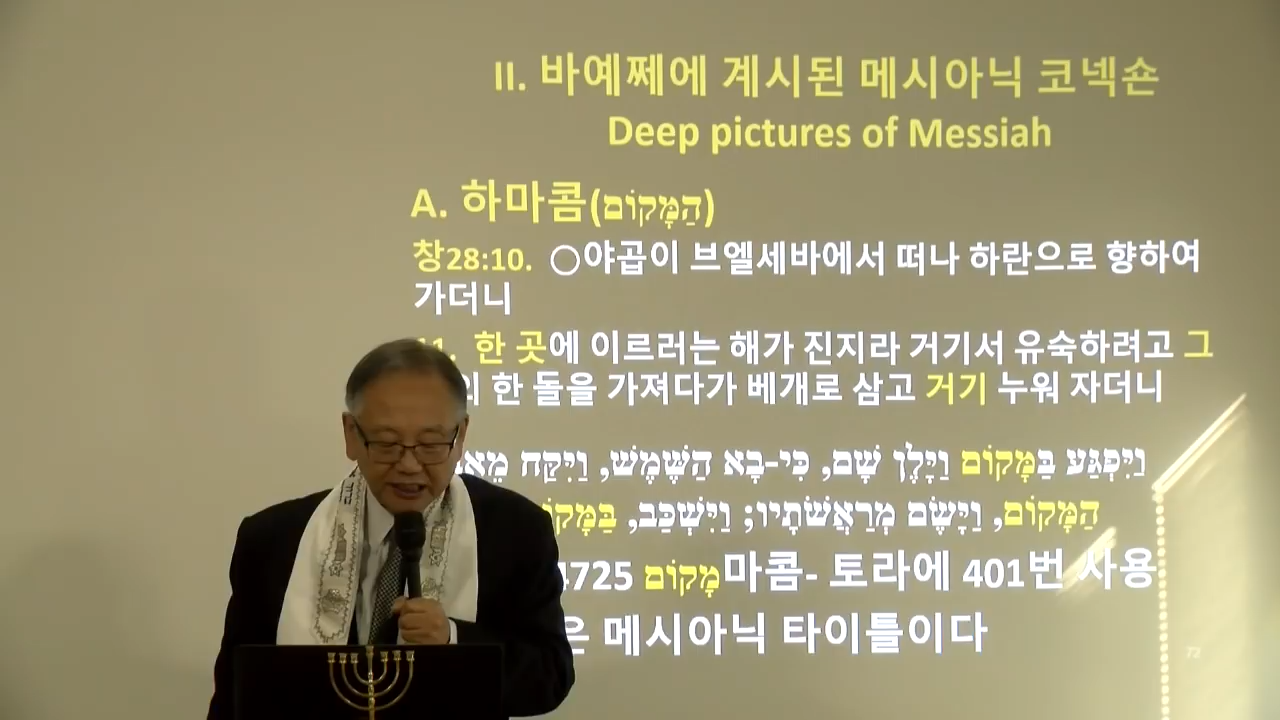 II. 바예쩨에 계시된 메시아닉 코넥숀
Deep pictures of Messiah
A. 하마콤(הַמָּקוֹם)
창28:10. ○야곱이 브엘세바에서 떠나 하란으로 향하여
가더니
11. 한 곳에 이르러는 해가 진지라 거기서 유숙하려고 그
의 한 돌을 가져다가 베개로 삼고 거기 누워 자더니
וַיִּפְגַּע בַּמָּקוֹם וַיָּלֶן שָׁם, כִּי-בָא הַשֶּׁמֶשׁ, וַיִּקַּח
הַמָּקוֹם, וַיָּשֶׂם מְרַאֲשֹׁתָיו; וַיִּשְׁכַּב,
4725 מָקוֹם마콤- 토라에 401번 사용
은 메시아닉 타이틀이다
72